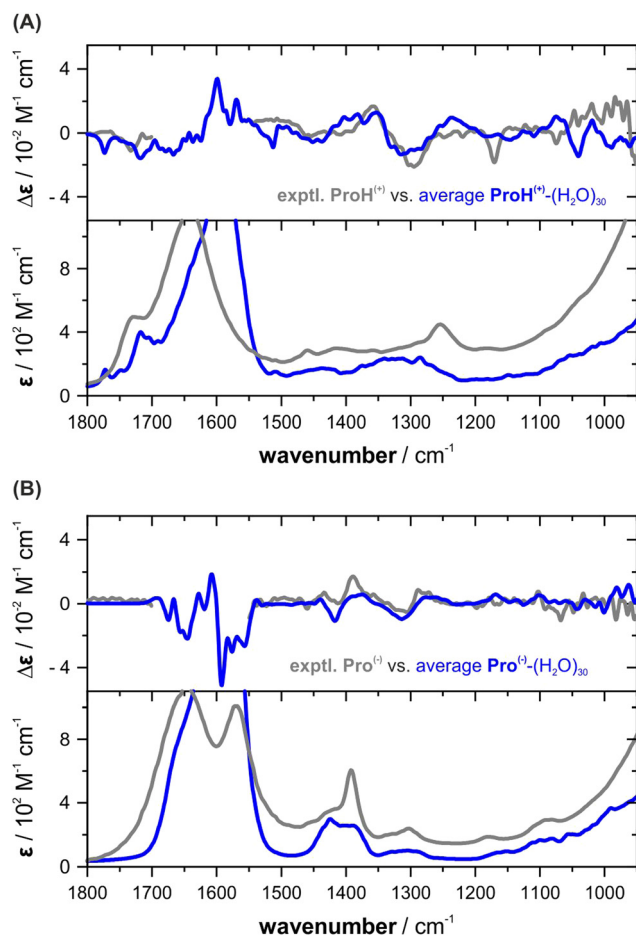 (A)
Δε / 10⁻² M⁻¹ cm⁻¹
4
0
- 4
exptl. ProH⁽⁺⁾ vs. average ProH⁽⁺⁾-(H₂O)₃₀
ε / 10² M⁻¹ cm⁻¹
8
4
0
1800 1700 1600 1500 1400 1300 1200 1100 1000
wavenumber / cm⁻¹
(B)
Δε / 10⁻² M⁻¹ cm⁻¹
4
0
- 4
exptl. Pro⁽⁻⁾ vs. average Pro⁽⁻⁾-(H₂O)₃₀
ε / 10² M⁻¹ cm⁻¹
8
4
0
1800 1700 1600 1500 1400 1300 1200 1100 1000
wavenumber / cm⁻¹